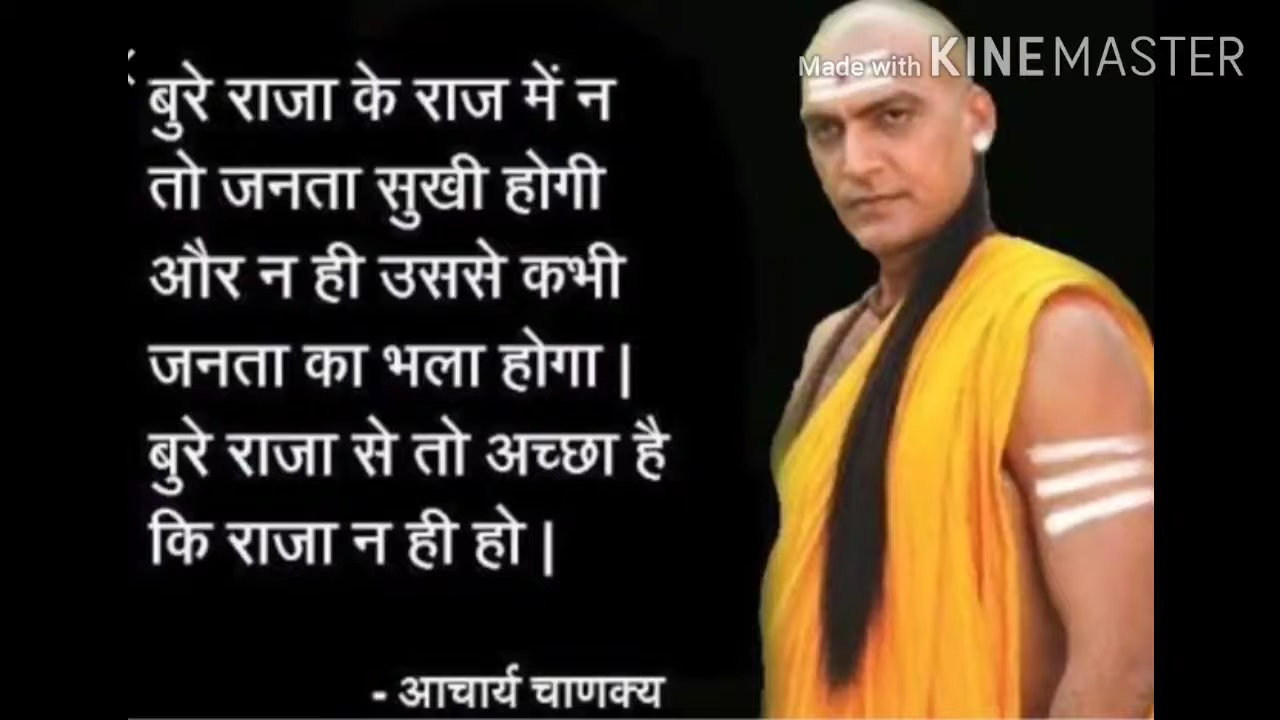 Made with KINEMASTER
बुरे राजा के राज में न
तो जनता सुखी होगी
और न ही उससे कभी
जनता का भला होगा |
बुरे राजा से तो अच्छा है
कि राजा न ही हो |
- आचार्य चाणक्य